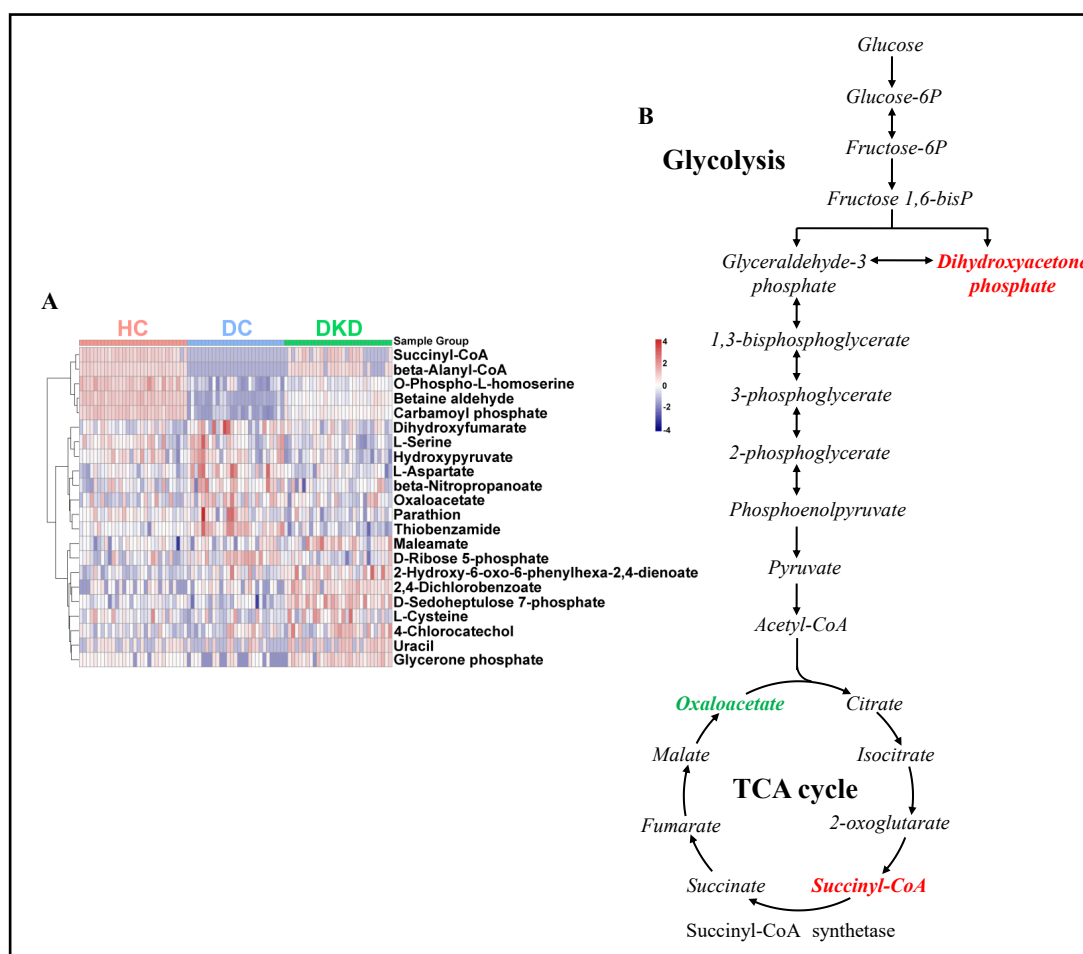 A
HC DC DKD
Sample Group
Succinyl-CoA
beta-Alanyl-CoA
O-Phospho-L-homoserine
Betaine aldehyde
Carbamoyl phosphate
Dihydroxyfumarate
L-Serine
Hydroxypyruvate
L-Aspartate
beta-Nitropropanoate
Oxaloacetate
Parathion
Thiobenzamide
Maleamate
D-Ribose 5-phosphate
2-Hydroxy-6-oxo-6-phenylhexa-2,4-dienoate
2,4-Dichlorobenzoate
D-Sedoheptulose 7-phosphate
L-Cysteine
4-Chlorocatechol
Uracil
Glycerone phosphate
4
2
0
-2
-4
B
Glycolysis
Glucose
Glucose-6P
Fructose-6P
Fructose 1,6-bisP
Glyceraldehyde-3
phosphate
Dihydroxyacetone
phosphate
1,3-bisphosphoglycerate
3-phosphoglycerate
2-phosphoglycerate
Phosphoenolpyruvate
Pyruvate
Acetyl-CoA
Oxaloacetate
Citrate
Malate
Isocitrate
TCA cycle
Fumarate
2-oxoglutarate
Succinate
Succinyl-CoA
Succinyl-CoA synthetase